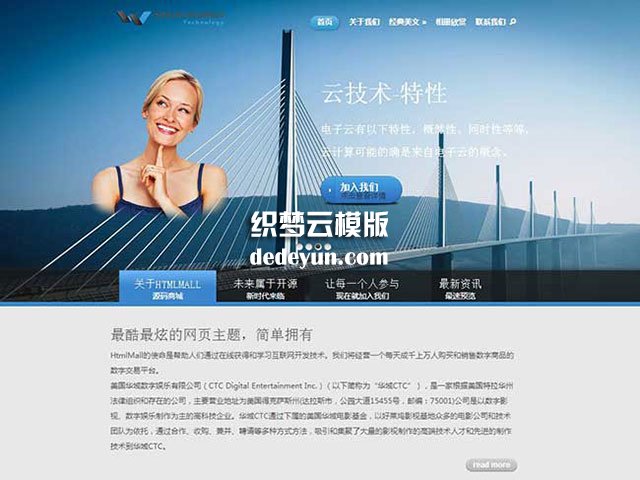 Technology
首页 关于我们 经典美文 » 相册欣赏 联系我们
云技术-特性
电子云有以下特性，概然性、同时性等等，
云计算可能的确是来自电子云的概念。
加入我们
点击查看详情
织梦云模版
dedeyun.com
关于HTMLMALL 未来属于开源 让每一个人参与 最新资讯
源码商城 新时代来临 现在就加入我们 最速预览
最酷最炫的网页主题，简单拥有
HtmlMall的使命是帮助人们通过在线获得和学习互联网开发技术。我们将经营一个每天成千上万人购买和销售数字商品的
数字交易平台。
美国华城数字娱乐有限公司（CTC Digital Entertainment Inc.）（以下简称为“华城CTC”），是一家根据美国特拉华州
法律组织和存在的公司，主要营业地址为美国得克萨斯州(达拉斯市，公园大道15455号，邮编：75001)公司是以数字影
视、数字娱乐制作为主的高科技企业。华城CTC通过下属的美国华城电影基金，以好莱坞影视基地众多的电影公司和技术
团队为依托，通过合作、收购、兼并、聘请等多种方式方法，吸引和集聚了大量的影视制作的高端技术人才和先进的制作
技术到华城CTC。
read more